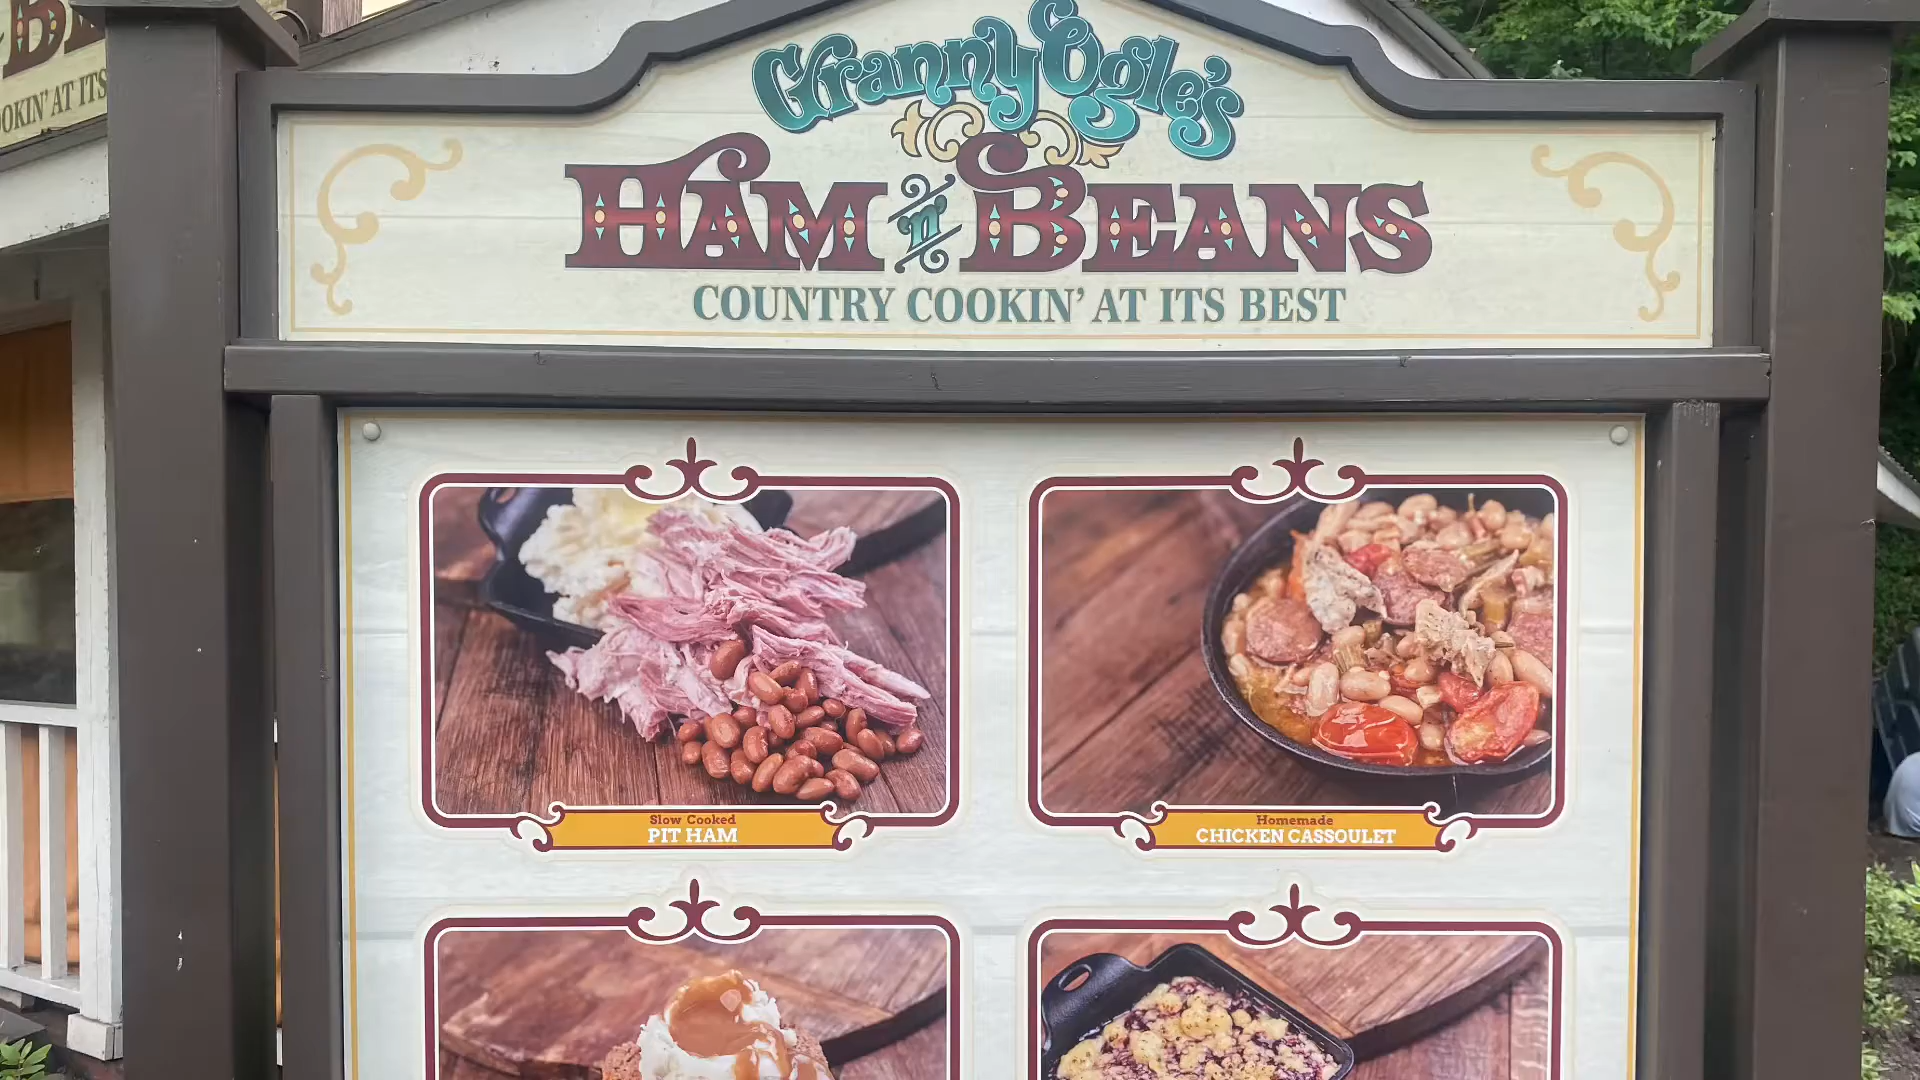 OKIN' AT ITS
Granny Ogle's
HAM 'n' BEANS
COUNTRY COOKIN' AT ITS BEST
Slow Cooked
PIT HAM
Homemade
CHICKEN CASSOULET